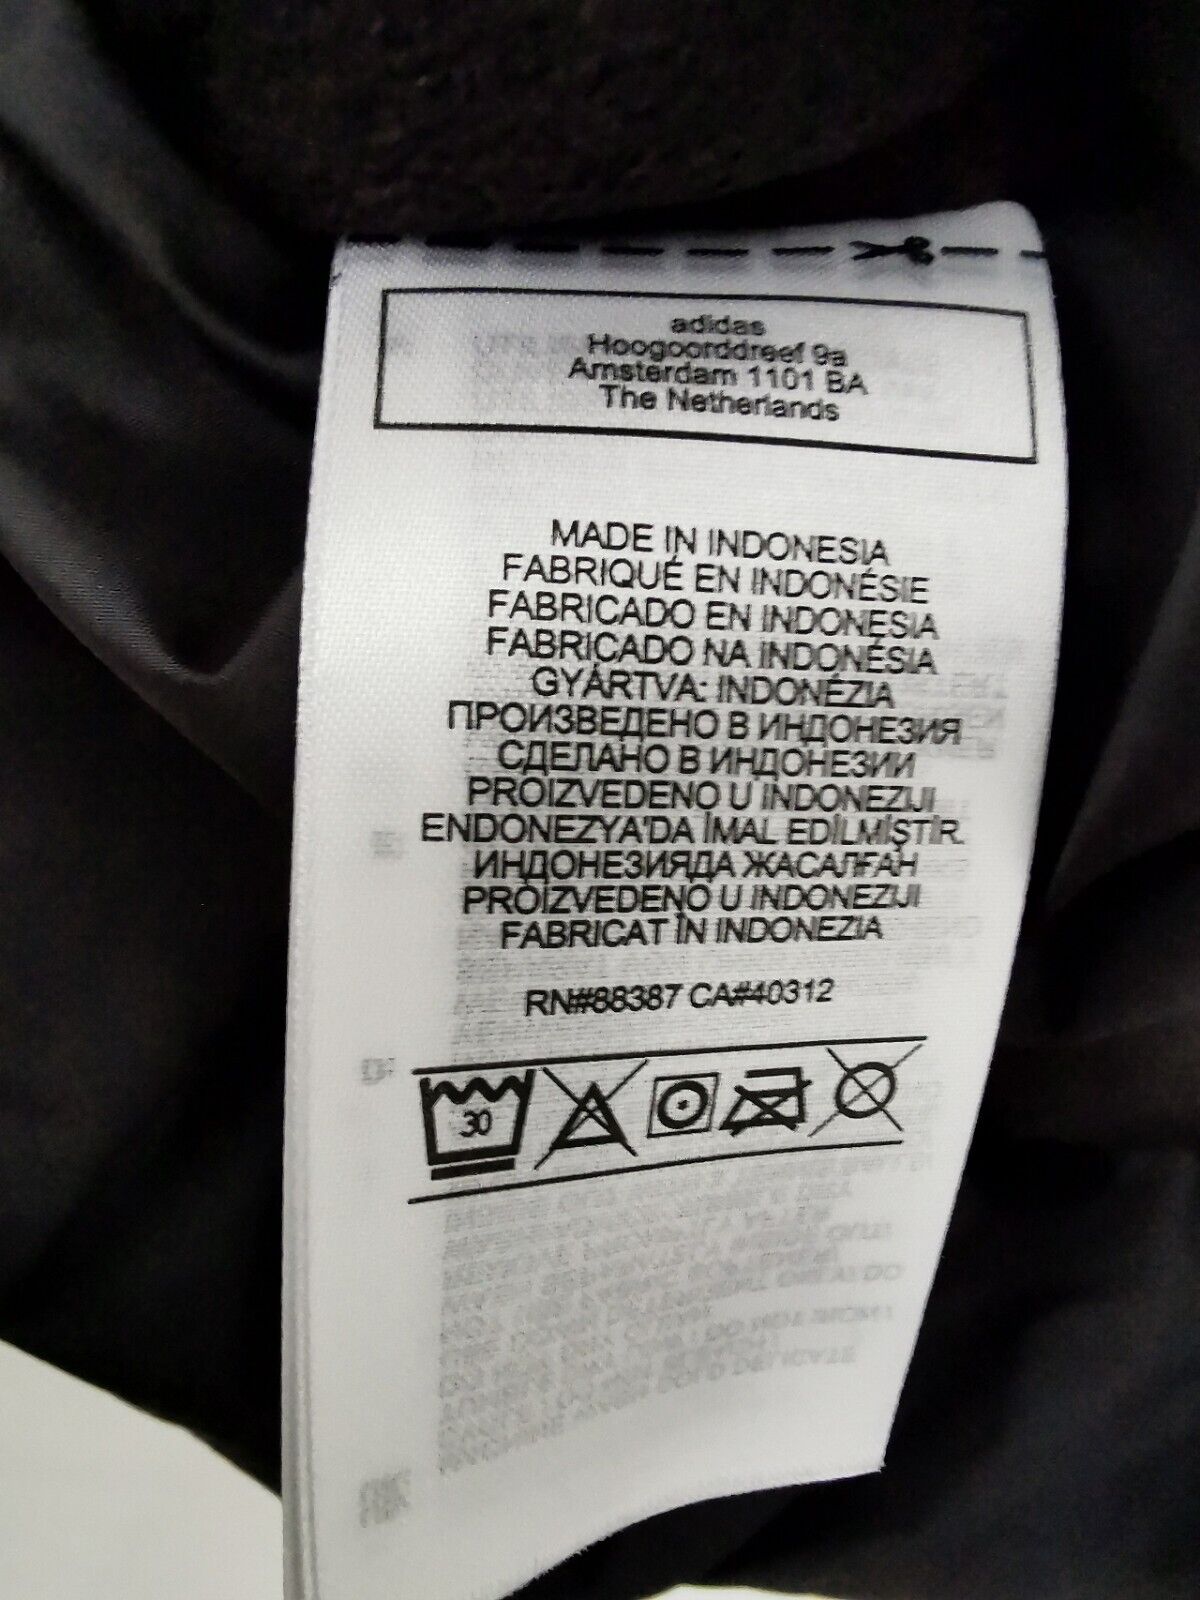 adidas
Hoogoorddreef 9a
Amsterdam 1101 BA
The Netherlands
MADE IN INDONESIA
FABRIQUÉ EN INDONÉSIE
FABRICADO EN INDONESIA
FABRICADO NA INDONÉSIA
GYÁRTVA: INDONÉZIA
ПРОИЗВЕДЕНО В ИНДОНЕЗИЯ
СДЕЛАНО В ИНДОНЕЗИИ
PROIZVEDENO U INDONEZIJI
ENDONEZYA'DA İMAL EDİLMİŞTİR.
ИНДОНЕЗИЯДА ЖАСАЛҒАН
PROIZVEDENO U INDONEZIJI
FABRICAT ÎN INDONEZIA
RN#88387 CA#40312
30